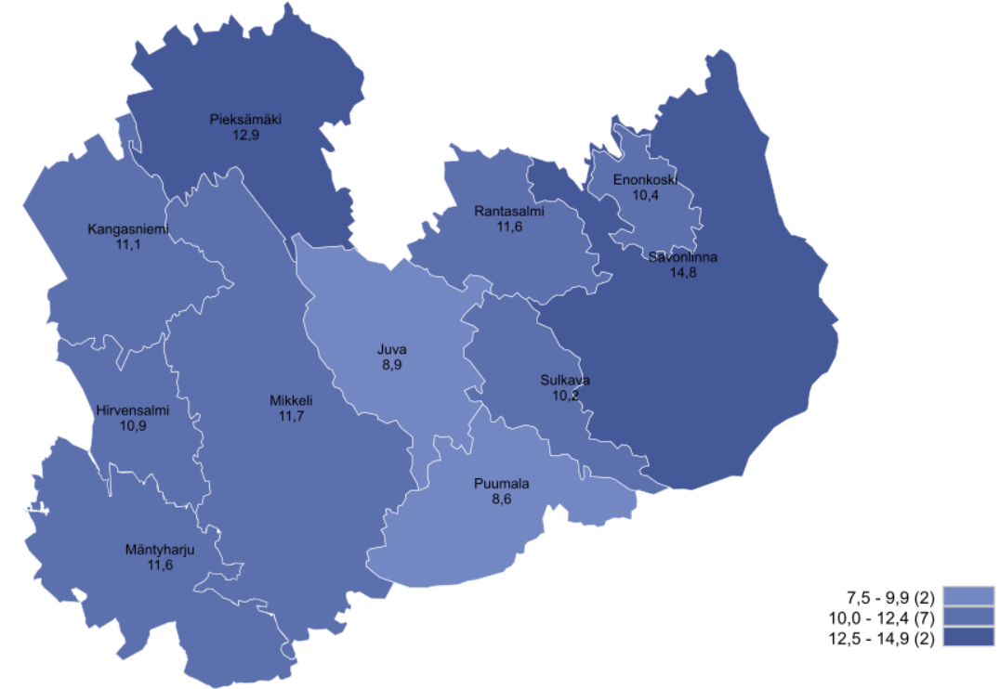 Pieksämäki
12,9
Enonkoski
10,4
Rantasalmi
11,6
Kangasniemi
11,1
Savonlinna
14,8
Juva
8,9
Sulkava
10,2
Mikkeli
11,7
Hirvensalmi
10,9
Puumala
8,6
Mäntyharju
11,6
7,5 - 9,9 (2)
10,0 - 12,4 (7)
12,5 - 14,9 (2)